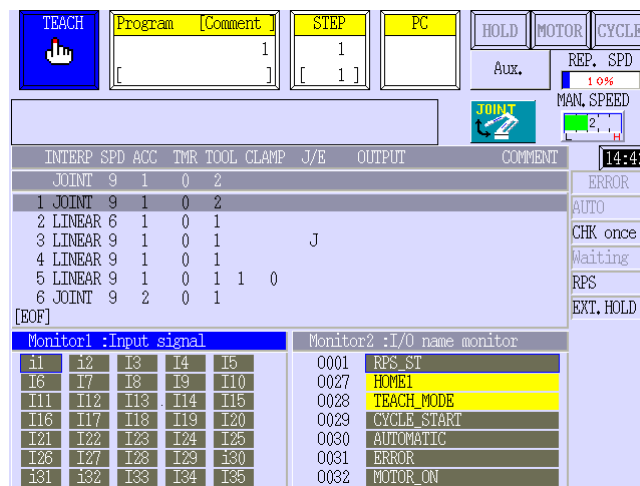 TEACH Program [Comment ] STEP PC HOLD MOTOR CYCLE
1 1 Aux. REP. SPD
[ ] [ 1 ] 10%
JOINT MAN. SPEED
2
L H
INTERP SPD ACC TMR TOOL CLAMP J/E OUTPUT COMMENT 14:4
JOINT 9 1 0 2 ERROR
1 JOINT 9 1 0 2 AUTO
2 LINEAR 6 1 0 1 CHK once
3 LINEAR 9 1 0 1 J
4 LINEAR 9 1 0 1 Waiting
5 LINEAR 9 1 0 1 1 0 RPS
6 JOINT 9 2 0 1 EXT. HOLD
[EOF]
Monitor1 :Input signal Monitor2 :I/O name monitor
i1 i2 I3 I4 I5 0001 RPS_ST
I6 I7 I8 I9 I10 0027 HOME1
I11 I12 I13 I14 I15 0028 TEACH_MODE
I16 I17 I18 I19 I20 0029 CYCLE_START
I21 I22 I23 I24 I25 0030 AUTOMATIC
I26 I27 I28 I29 i30 0031 ERROR
i31 i32 I33 I34 I35 0032 MOTOR_ON